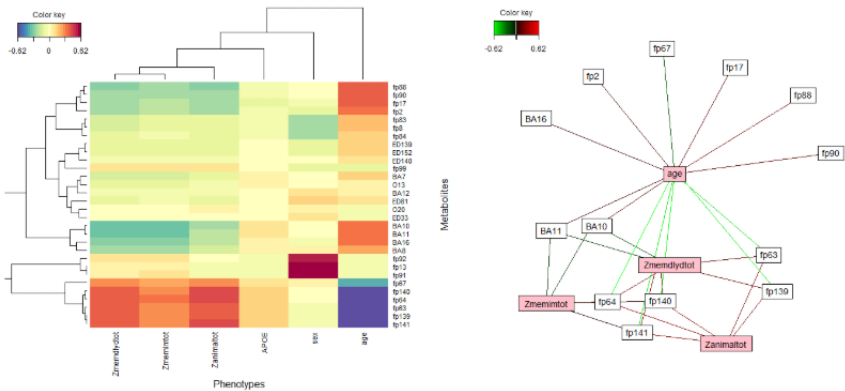 Color key
-0.62 0 0.62
fp88
fp90
fp17
fp2
fp83
fp8
fp84
ED139
ED152
ED140
fp99
BA7
O13
BA12
ED81
O20
ED33
BA10
BA11
BA16
BA8
fp92
fp13
fp91
fp67
fp140
fp64
fp63
fp139
fp141
Metabolites
Zmemdlydtot
Zmemimtot
Zanimaltot
APOE
sex
age
Phenotypes
Color key
-0.62 0.62
fp67
fp17
fp2
fp88
BA16
fp90
age
BA11
BA10
fp63
Zmemdlydtot
fp139
Zmemimtot
fp64
fp140
fp141
Zanimaltot